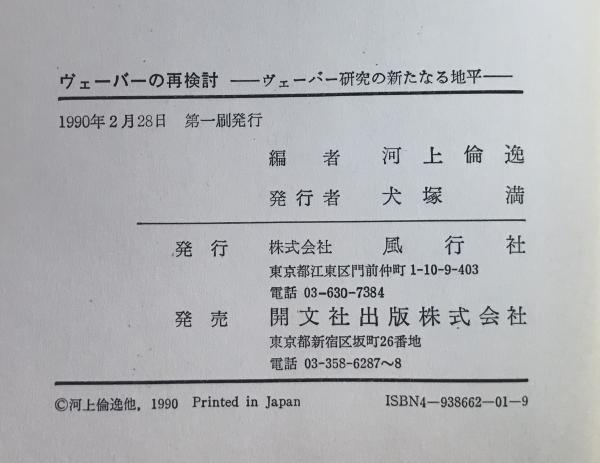 ヴェーバーの再検討 ――ヴェーバー研究の新たなる地平――
1990年2月28日 第一刷発行
編者 河上倫逸
発行者 犬塚満
発行 株式会社 風行社
東京都江東区門前仲町1-10-9-403
電話 03-630-7384
発売 開文社出版株式会社
東京都新宿区坂町26番地
電話 03-358-6287〜8
©河上倫逸他, 1990 Printed in Japan ISBN4-938662-01-9